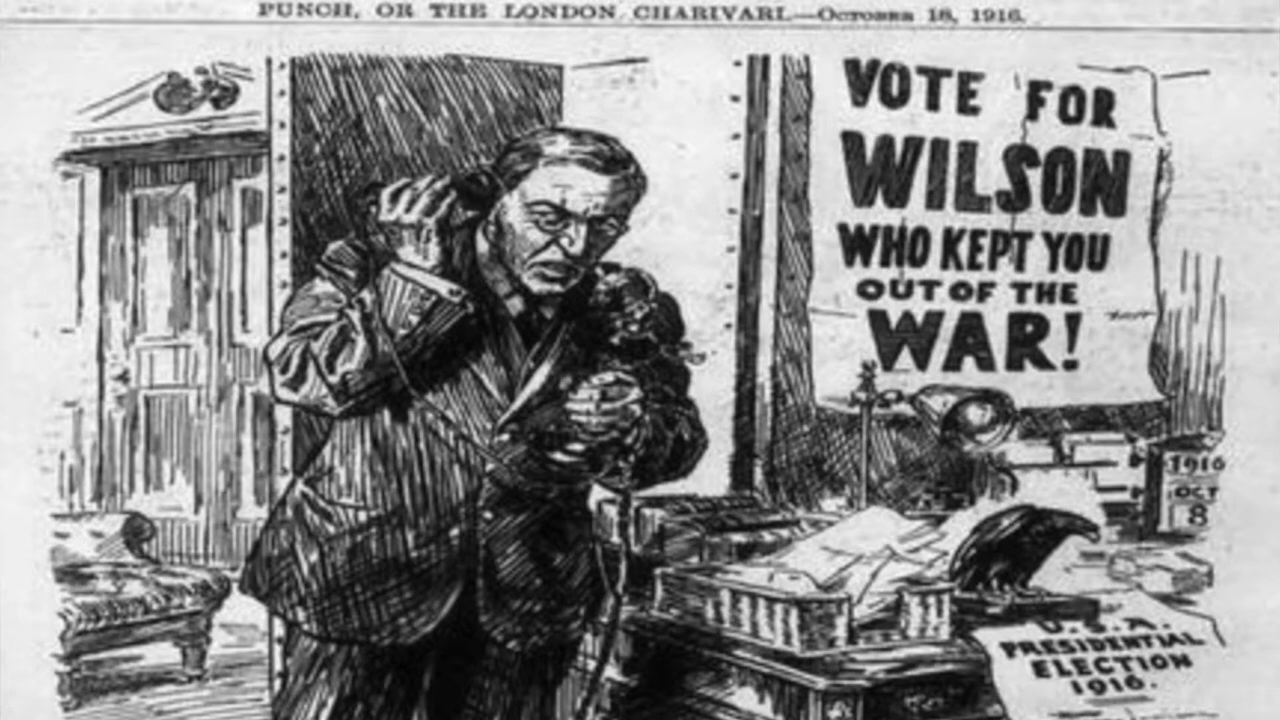 PUNCH, OR THE LONDON CHARIVARI.—OCTOBER 18, 1916.
VOTE FOR
WILSON
WHO KEPT YOU
OUT OF THE
WAR!
1916
OCT
8
U.S.A.
PRESIDENTIAL
ELECTION
1916.